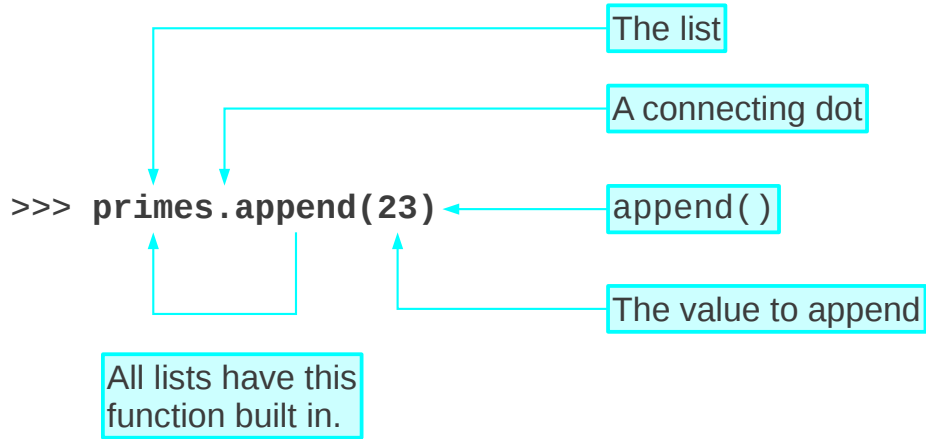 The list
A connecting dot
>>> primes.append(23)
append()
The value to append
All lists have this
function built in.